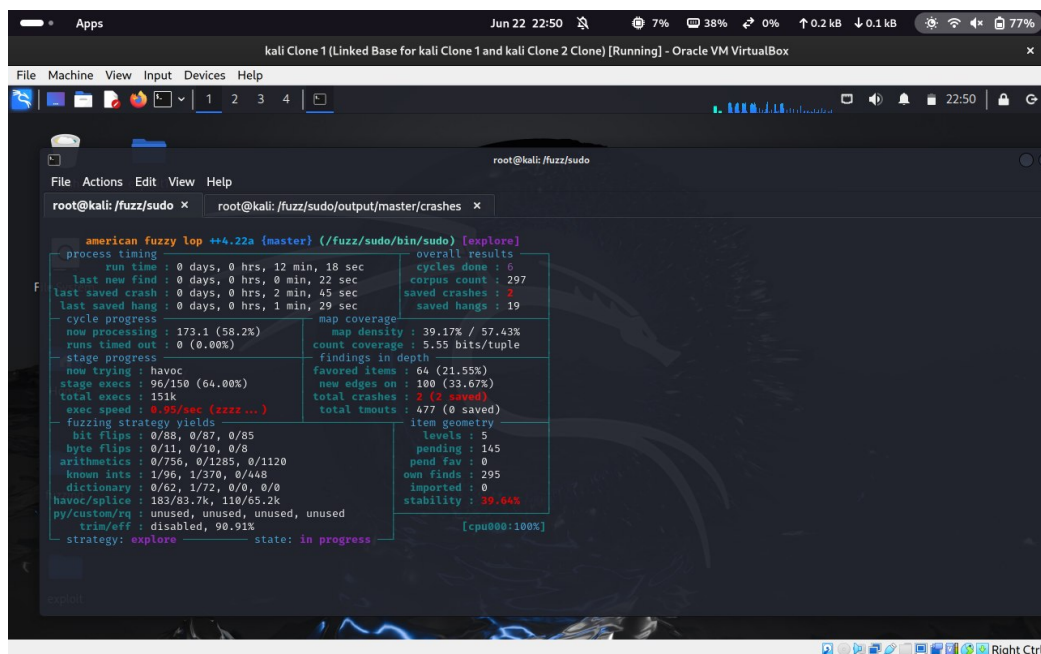 Apps Jun 22 22:50 7% 38% 0% ↑0.2 kB ↓0.1 kB 77%
kali Clone 1 (Linked Base for kali Clone 1 and kali Clone 2 Clone) [Running] - Oracle VM VirtualBox ×
File Machine View Input Devices Help
1 2 3 4 22:50
root@kali: /fuzz/sudo
File Actions Edit View Help
root@kali: /fuzz/sudo × root@kali: /fuzz/sudo/output/master/crashes ×
american fuzzy lop ++4.22a {master} (/fuzz/sudo/bin/sudo) [explore]
process timing overall results
run time : 0 days, 0 hrs, 12 min, 18 sec cycles done : 6
last new find : 0 days, 0 hrs, 0 min, 22 sec corpus count : 297
last saved crash : 0 days, 0 hrs, 2 min, 45 sec saved crashes : 2
last saved hang : 0 days, 0 hrs, 1 min, 29 sec saved hangs : 19
cycle progress map coverage
now processing : 173.1 (58.2%) map density : 39.17% / 57.43%
runs timed out : 0 (0.00%) count coverage : 5.55 bits/tuple
stage progress findings in depth
now trying : havoc favored items : 64 (21.55%)
stage execs : 96/150 (64.00%) new edges on : 100 (33.67%)
total execs : 151k total crashes : 2 (2 saved)
exec speed : 0.95/sec (zzzz...) total tmouts : 477 (0 saved)
fuzzing strategy yields item geometry
bit flips : 0/88, 0/87, 0/85 levels : 5
byte flips : 0/11, 0/10, 0/8 pending : 145
arithmetics : 0/756, 0/1285, 0/1120 pend fav : 0
known ints : 1/96, 1/370, 0/448 own finds : 295
dictionary : 0/62, 1/72, 0/0, 0/0 imported : 0
havoc/splice : 183/83.7k, 110/65.2k stability : 39.64%
py/custom/rq : unused, unused, unused, unused
trim/eff : disabled, 90.91% [cpu000:100%]
strategy: explore state: in progress
exploit
Right Ctrl